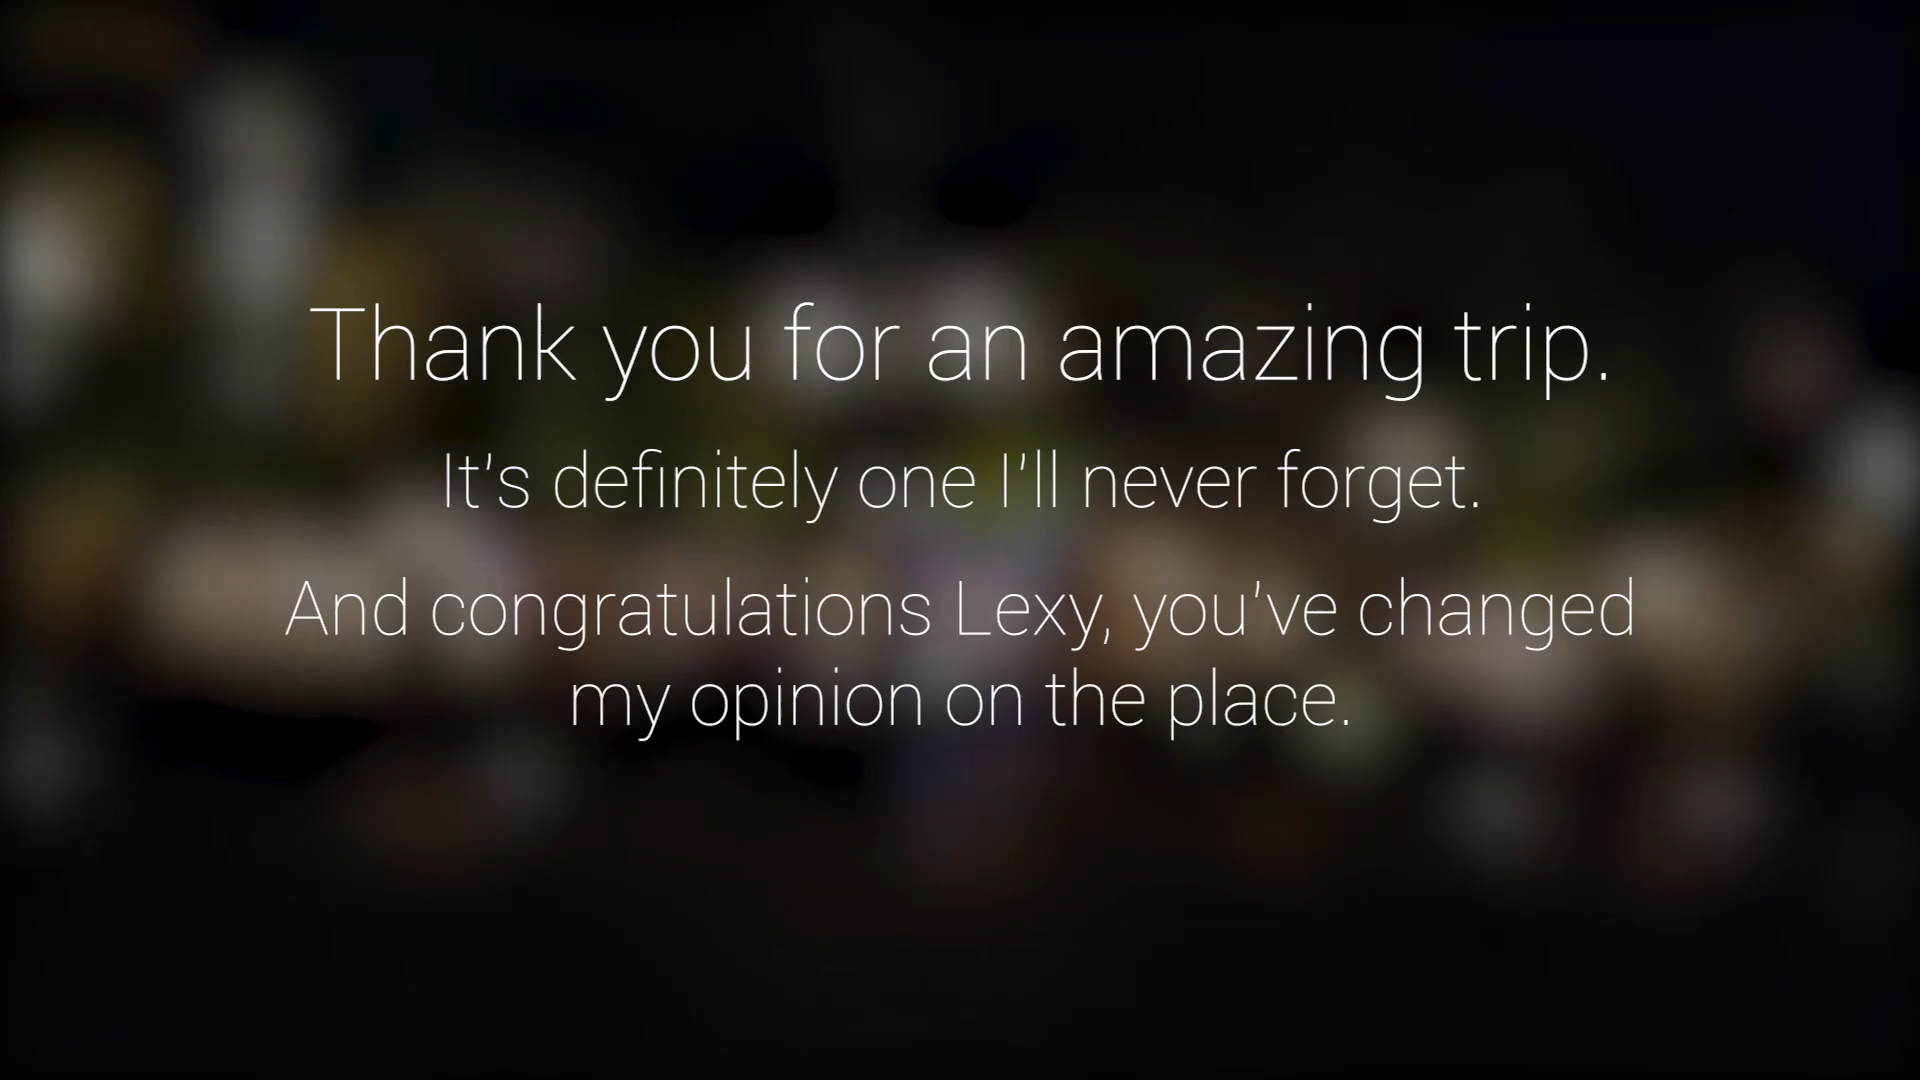 Thank you for an amazing trip.
It's definitely one I'll never forget.
And congratulations Lexy, you've changed
my opinion on the place.